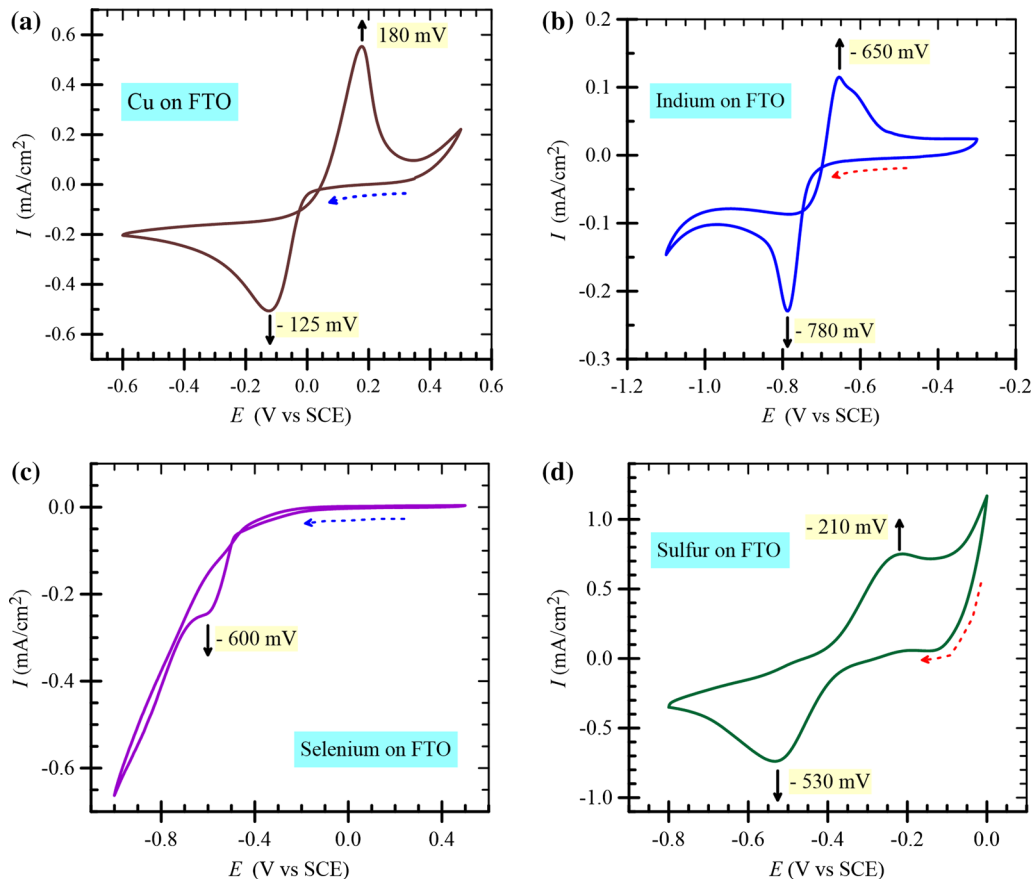 (a)
180 mV
Cu on FTO
- 125 mV
0.6
0.4
0.2
0.0
-0.2
-0.4
-0.6
I (mA/cm2)
-0.6
-0.4
-0.2
0.0
0.2
0.4
0.6
E (V vs SCE)
(b)
- 650 mV
Indium on FTO
- 780 mV
0.2
0.1
0.0
-0.1
-0.2
-0.3
I (mA/cm2)
-1.2
-1.0
-0.8
-0.6
-0.4
-0.2
E (V vs SCE)
(c)
- 600 mV
Selenium on FTO
0.0
-0.2
-0.4
-0.6
I (mA/cm2)
-0.8
-0.4
0.0
0.4
E (V vs SCE)
(d)
- 210 mV
Sulfur on FTO
- 530 mV
1.0
0.5
0.0
-0.5
-1.0
I (mA/cm2)
-0.8
-0.6
-0.4
-0.2
0.0
E (V vs SCE)